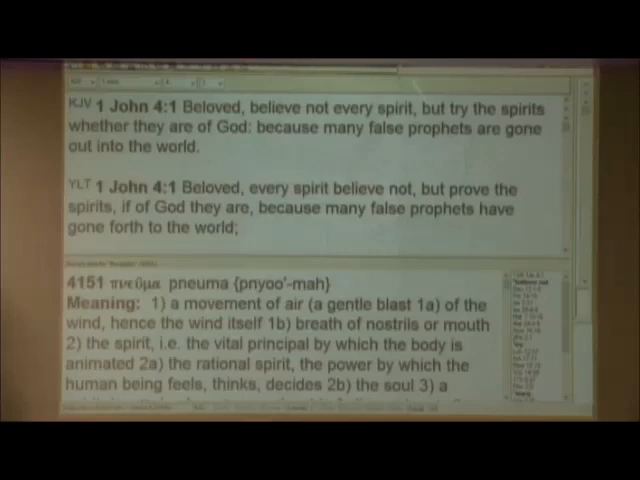 KJV 1 John 4:1 Beloved, believe not every spirit, but try the spirits
whether they are of God: because many false prophets are gone
out into the world.
YLT 1 John 4:1 Beloved, every spirit believe not, but prove the
spirits, if of God they are, because many false prophets have
gone forth to the world;
4151 πνεῦμα pneuma {pnyoo'-mah}
Meaning: 1) a movement of air (a gentle blast 1a) of the
wind, hence the wind itself 1b) breath of nostrils or mouth
2) the spirit, i.e. the vital principal by which the body is
animated 2a) the rational spirit, the power by which the
human being feels, thinks, decides 2b) the soul 3) a